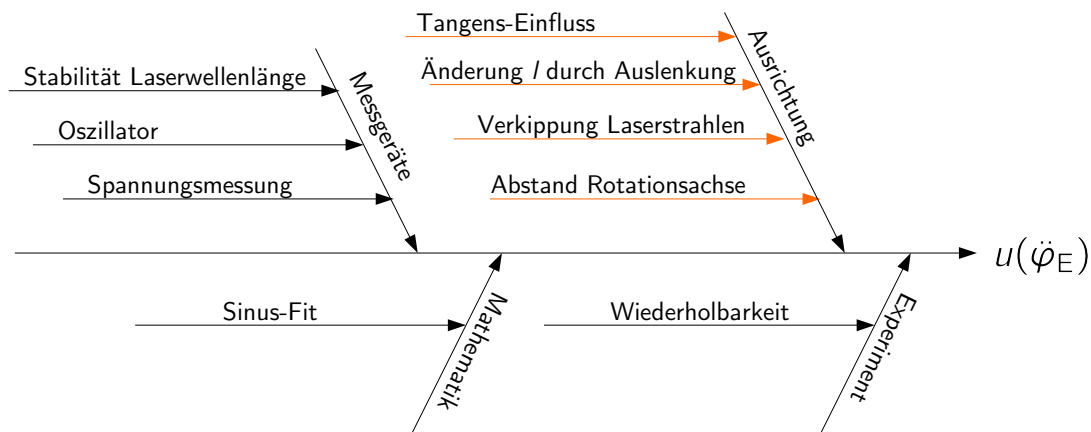 Tangens-Einfluss
Ausrichtung
Stabilität Laserwellenlänge
Messgeräte
Änderung l durch Auslenkung
Oszillator
Verkippung Laserstrahlen
Spannungsmessung
Abstand Rotationsachse
u(φ̈_E)
Sinus-Fit
Mathematik
Wiederholbarkeit
Experiment